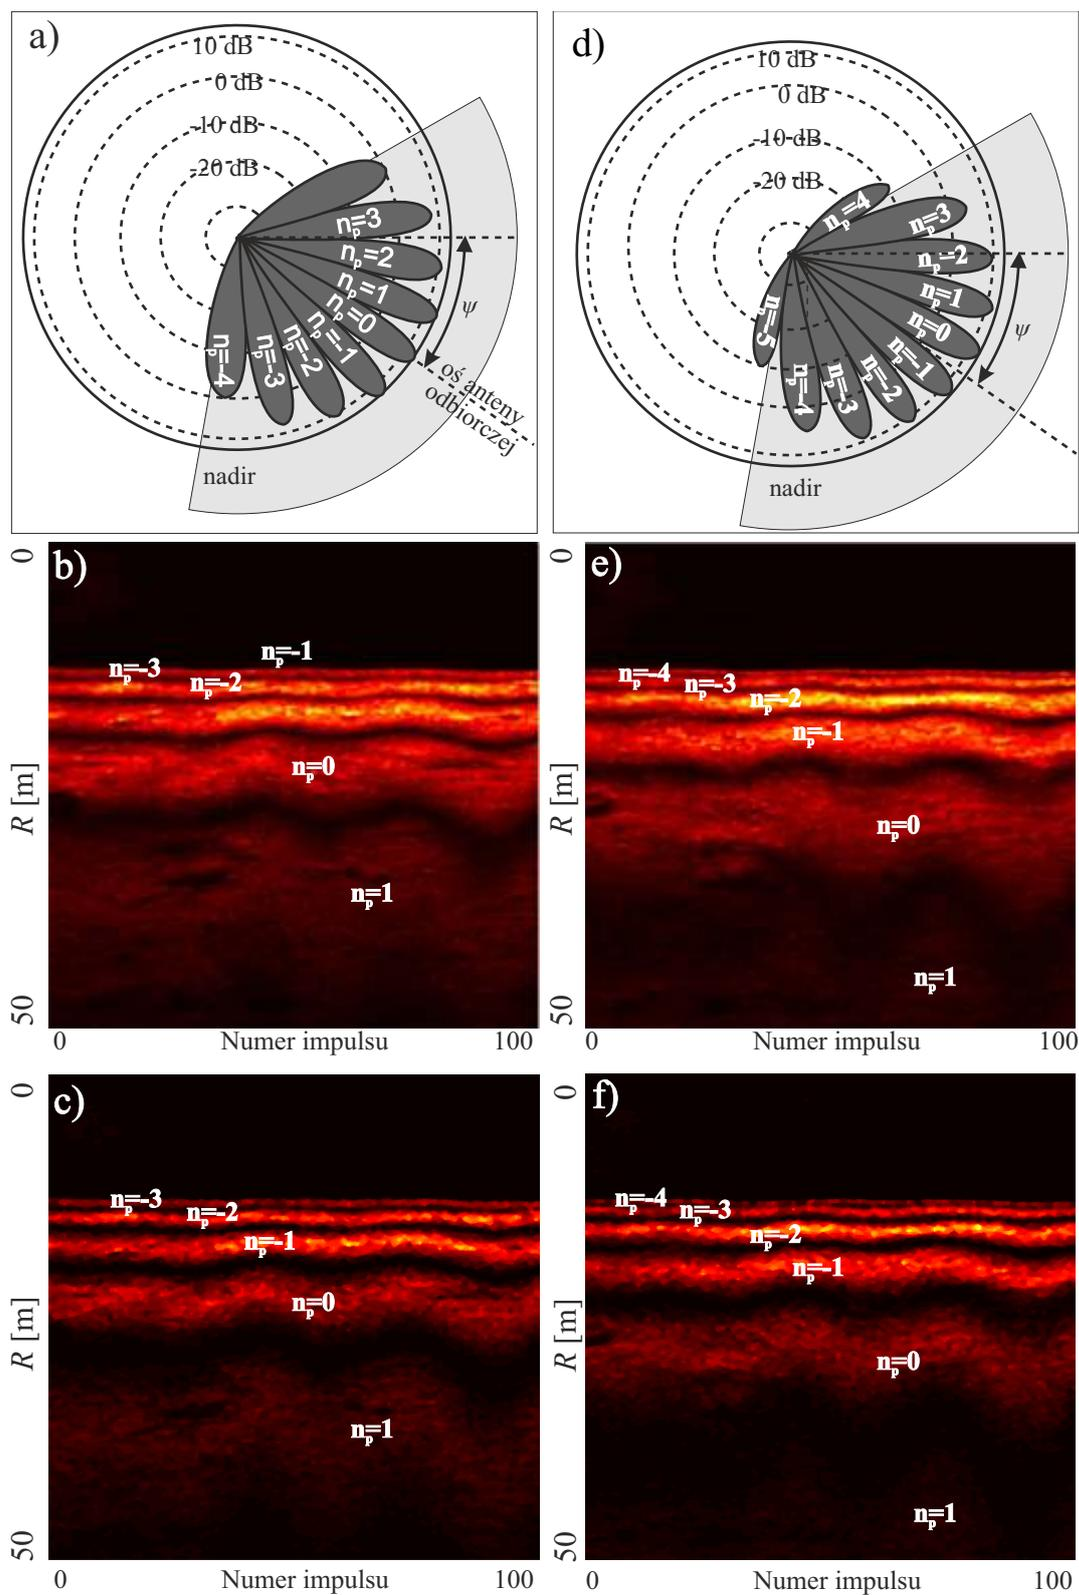 a)
10 dB
0 dB
-10 dB
-20 dB
nₚ=3
nₚ=2
nₚ=1
nₚ=0
nₚ=-1
nₚ=-2
nₚ=-3
nₚ=-4
ψ
oś anteny
odbiorczej
nadir
d)
10 dB
0 dB
-10 dB
-20 dB
nₚ=4
nₚ=3
nₚ=2
nₚ=1
nₚ=0
nₚ=-1
nₚ=-2
nₚ=-3
nₚ=-4
nₚ=-5
ψ
nadir
b)
0
R [m]
50
nₚ=-1
nₚ=-3
nₚ=-2
nₚ=0
nₚ=1
0
Numer impulsu
100
e)
0
R [m]
50
nₚ=-4
nₚ=-3
nₚ=-2
nₚ=-1
nₚ=0
nₚ=1
0
Numer impulsu
100
c)
0
R [m]
50
nₚ=-3
nₚ=-2
nₚ=-1
nₚ=0
nₚ=1
0
Numer impulsu
100
f)
0
R [m]
50
nₚ=-4
nₚ=-3
nₚ=-2
nₚ=-1
nₚ=0
nₚ=1
0
Numer impulsu
100